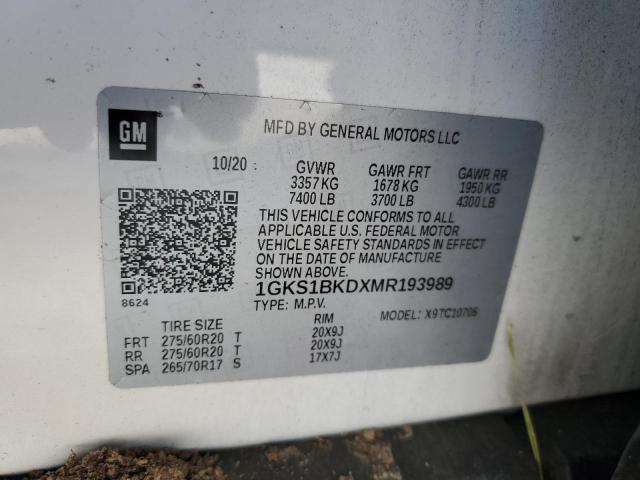 GM
MFD BY GENERAL MOTORS LLC
10/20 GVWR GAWR FRT GAWR RR
3357 KG 1678 KG 1950 KG
7400 LB 3700 LB 4300 LB
THIS VEHICLE CONFORMS TO ALL
APPLICABLE U.S. FEDERAL MOTOR
VEHICLE SAFETY STANDARDS IN EFFECT
ON THE DATE OF MANUFACTURE
SHOWN ABOVE.
1GKS1BKDXMR193989
8624
TYPE: M.P.V. MODEL: X9TC10706
TIRE SIZE RIM
FRT 275/60R20 T 20X9J
RR 275/60R20 T 20X9J
SPA 265/70R17 S 17X7J